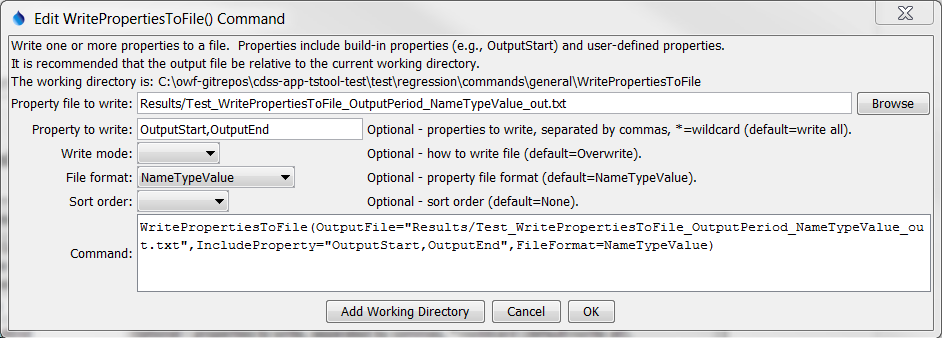 Edit WritePropertiesToFile() Command
Write one or more properties to a file. Properties include build-in properties (e.g., OutputStart) and user-defined properties.
It is recommended that the output file be relative to the current working directory.
The working directory is: C:\owf-gitrepos\cdss-app-tstool-test\test\regression\commands\general\WritePropertiesToFile
Property file to write: Results/Test_WritePropertiesToFile_OutputPeriod_NameTypeValue_out.txt Browse
Property to write: OutputStart,OutputEnd Optional - properties to write, separated by commas, *=wildcard (default=write all).
Write mode: Optional - how to write file (default=Overwrite).
File format: NameTypeValue Optional - property file format (default=NameTypeValue).
Sort order: Optional - sort order (default=None).
Command: WritePropertiesToFile(OutputFile="Results/Test_WritePropertiesToFile_OutputPeriod_NameTypeValue_ou
t.txt",IncludeProperty="OutputStart,OutputEnd",FileFormat=NameTypeValue)
Add Working Directory Cancel OK